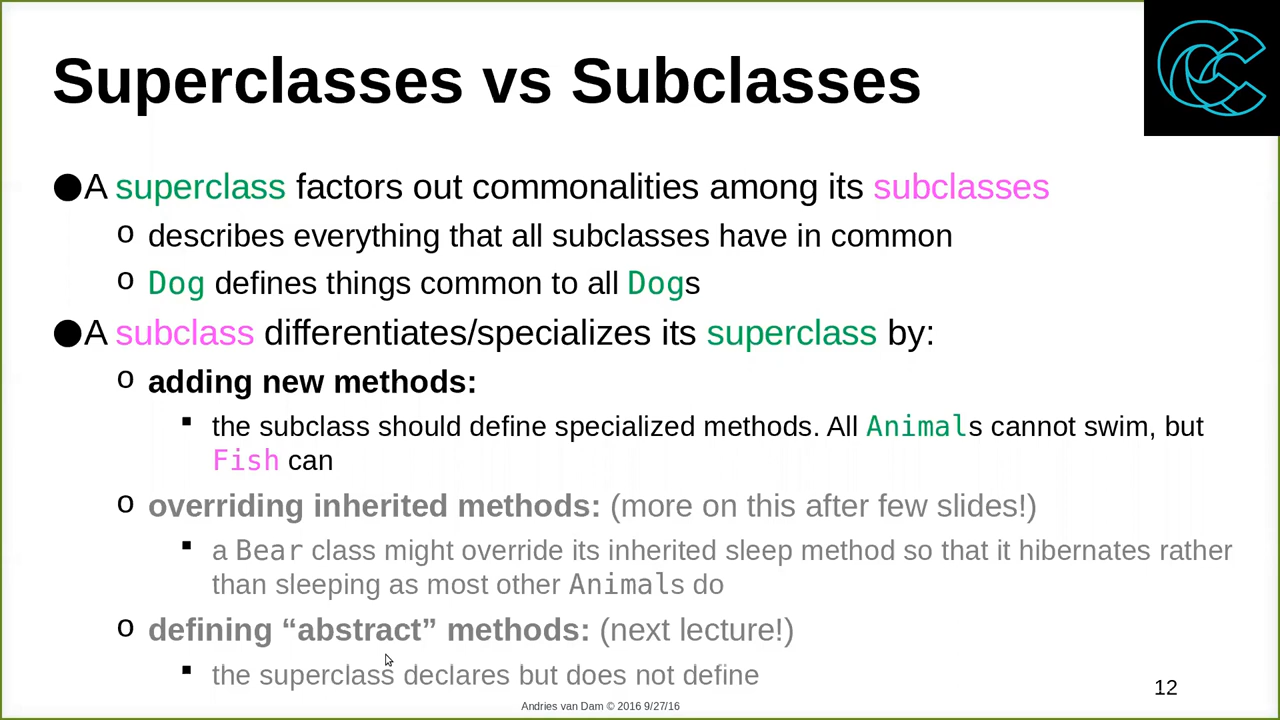 Superclasses vs Subclasses
●A superclass factors out commonalities among its subclasses
o describes everything that all subclasses have in common
o Dog defines things common to all Dogs
●A subclass differentiates/specializes its superclass by:
o adding new methods:
▪ the subclass should define specialized methods. All Animals cannot swim, but
Fish can
o overriding inherited methods: (more on this after few slides!)
▪ a Bear class might override its inherited sleep method so that it hibernates rather
than sleeping as most other Animals do
o defining “abstract” methods: (next lecture!)
▪ the superclass declares but does not define
Andries van Dam © 2016 9/27/16
12